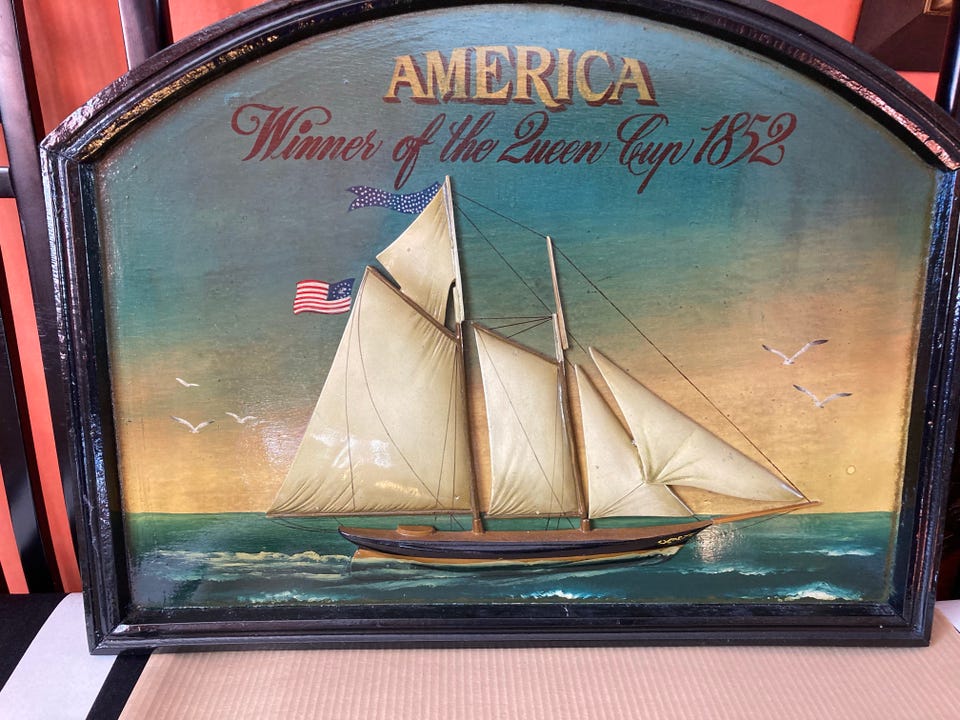 AMERICA
Winner of the Queen Cup 1852